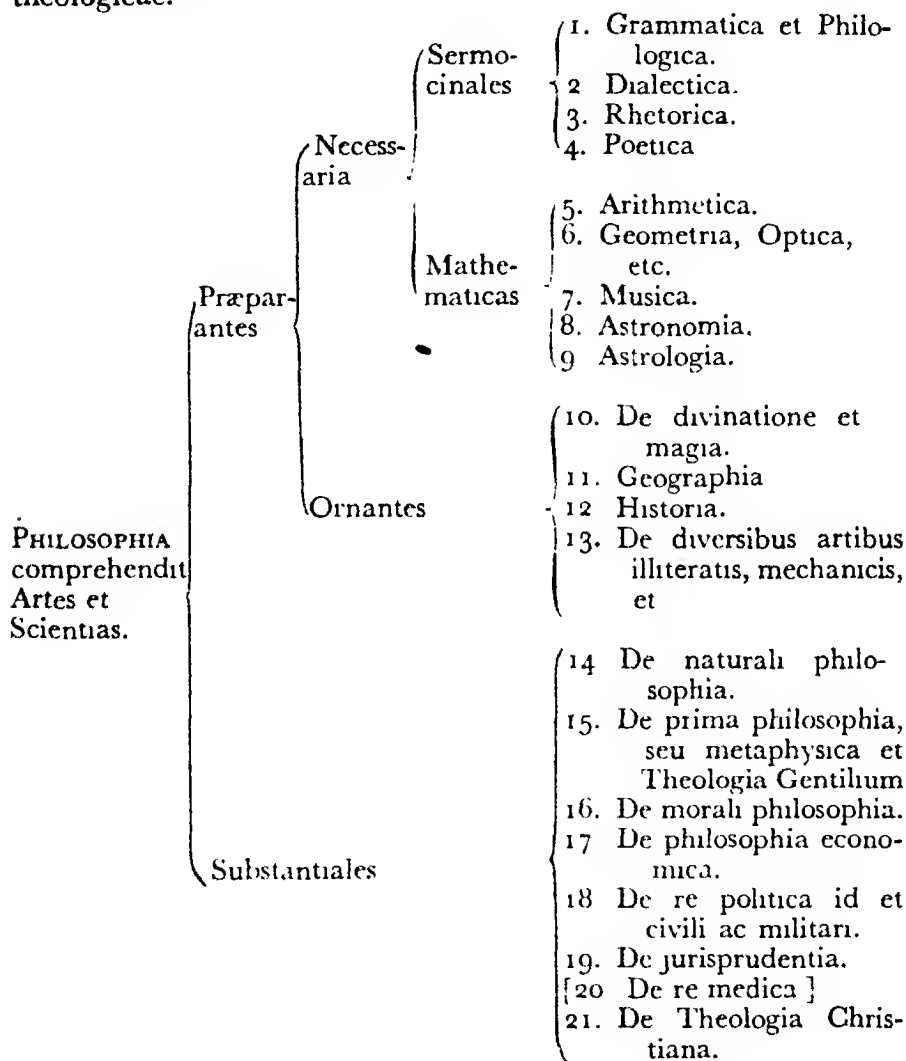 theologicae.
PHILOSOPHIA
comprehendit
Artes et
Scientias.
Præpar-
antes
Necess-
aria
Sermo-
cinales
1. Grammatica et Philo-
logica.
2 Dialectica.
3. Rhetorica.
4. Poetica
Mathe-
maticas
5. Arithmetica.
6. Geometria, Optica,
etc.
7. Musica.
8. Astronomia.
9 Astrologia.
Ornantes
10. De divinatione et
magia.
11. Geographia
12 Historia.
13. De diversibus artibus
illiteratis, mechanicis,
et
Substantiales
14 De naturali philo-
sophia.
15. De prima philosophia,
seu metaphysica et
Theologia Gentilium
16. De morali philosophia.
17 De philosophia econo-
mica.
18 De re politica id et
civili ac militari.
19. De jurisprudentia.
[20 De re medica ]
21. De Theologia Chris-
tiana.